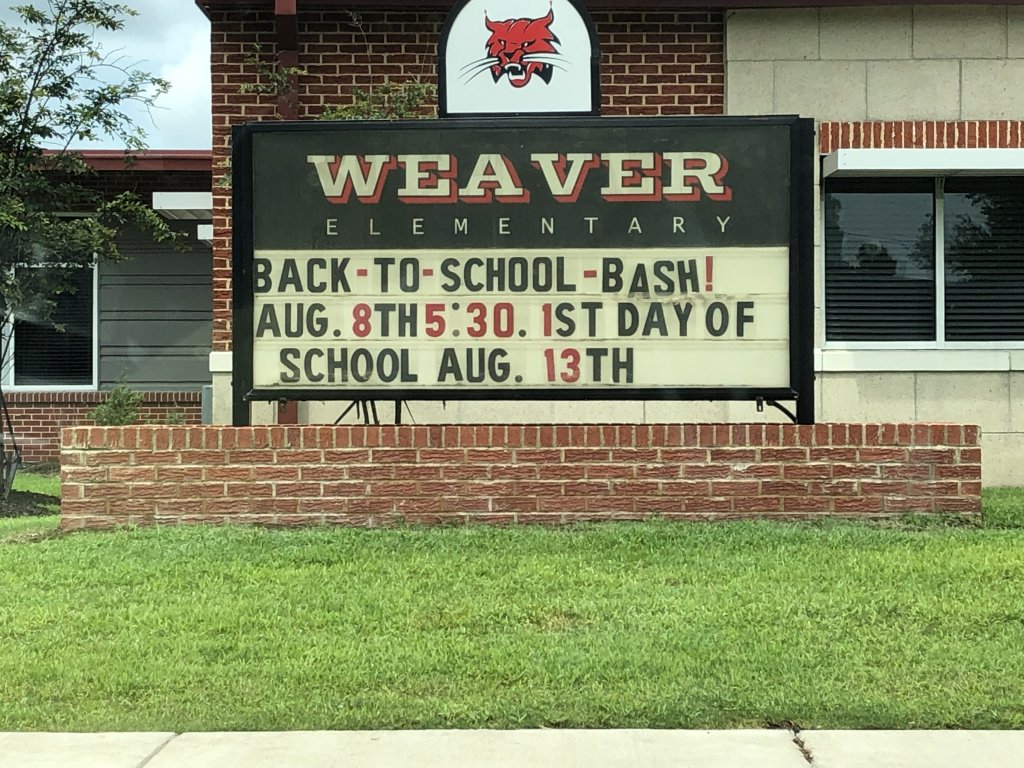 WEAVER
ELEMENTARY
BACK-TO-SCHOOL-BASH!
AUG. 8TH 5:30. 1ST DAY OF
SCHOOL AUG. 13TH